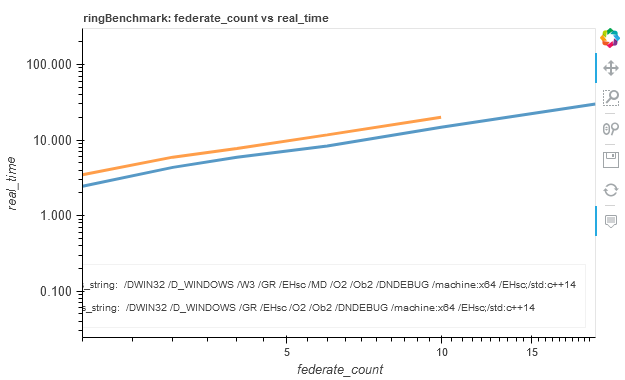 ringBenchmark: federate_count vs real_time
100.000
10.000
1.000
0.100
real_time
_string: /DWIN32 /D_WINDOWS /W3 /GR /EHsc /MD /O2 /Ob2 /DNDEBUG /machine:x64 /EHsc;/std:c++14
s_string: /DWIN32 /D_WINDOWS /GR /EHsc /O2 /Ob2 /DNDEBUG /machine:x64 /EHsc;/std:c++14
5
10
15
federate_count